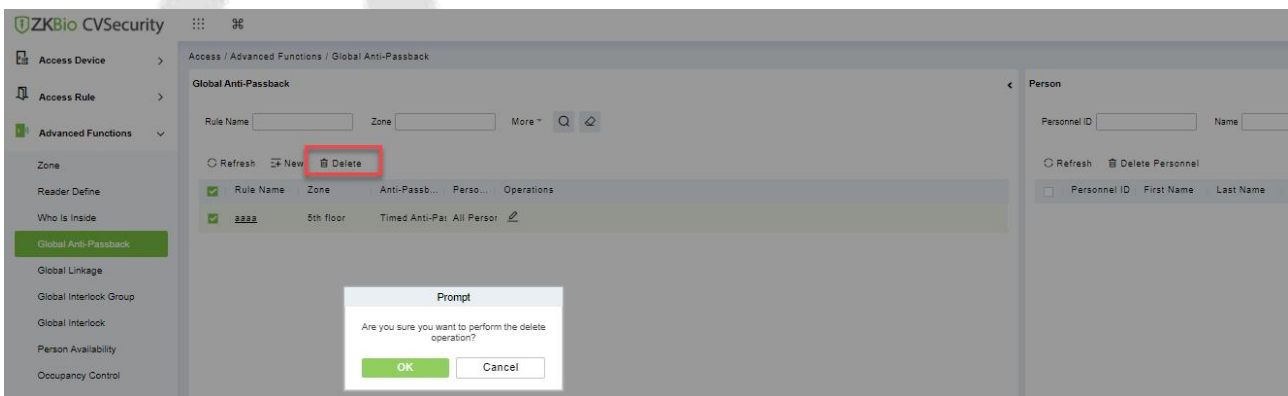 ZKBio CVSecurity
Access Device
Access Rule
Advanced Functions
Zone
Reader Define
Who Is Inside
Global Anti-Passback
Global Linkage
Global Interlock Group
Global Interlock
Person Availability
Occupancy Control
Access / Advanced Functions / Global Anti-Passback
Global Anti-Passback
Rule Name Zone More
Refresh New Delete
Rule Name Zone Anti-Passb... Perso... Operations
aaaa 5th floor Timed Anti-Pas All Person
Prompt
Are you sure you want to perform the delete
operation?
OK Cancel
Person
Personnel ID Name
Refresh Delete Personnel
Personnel ID First Name Last Name